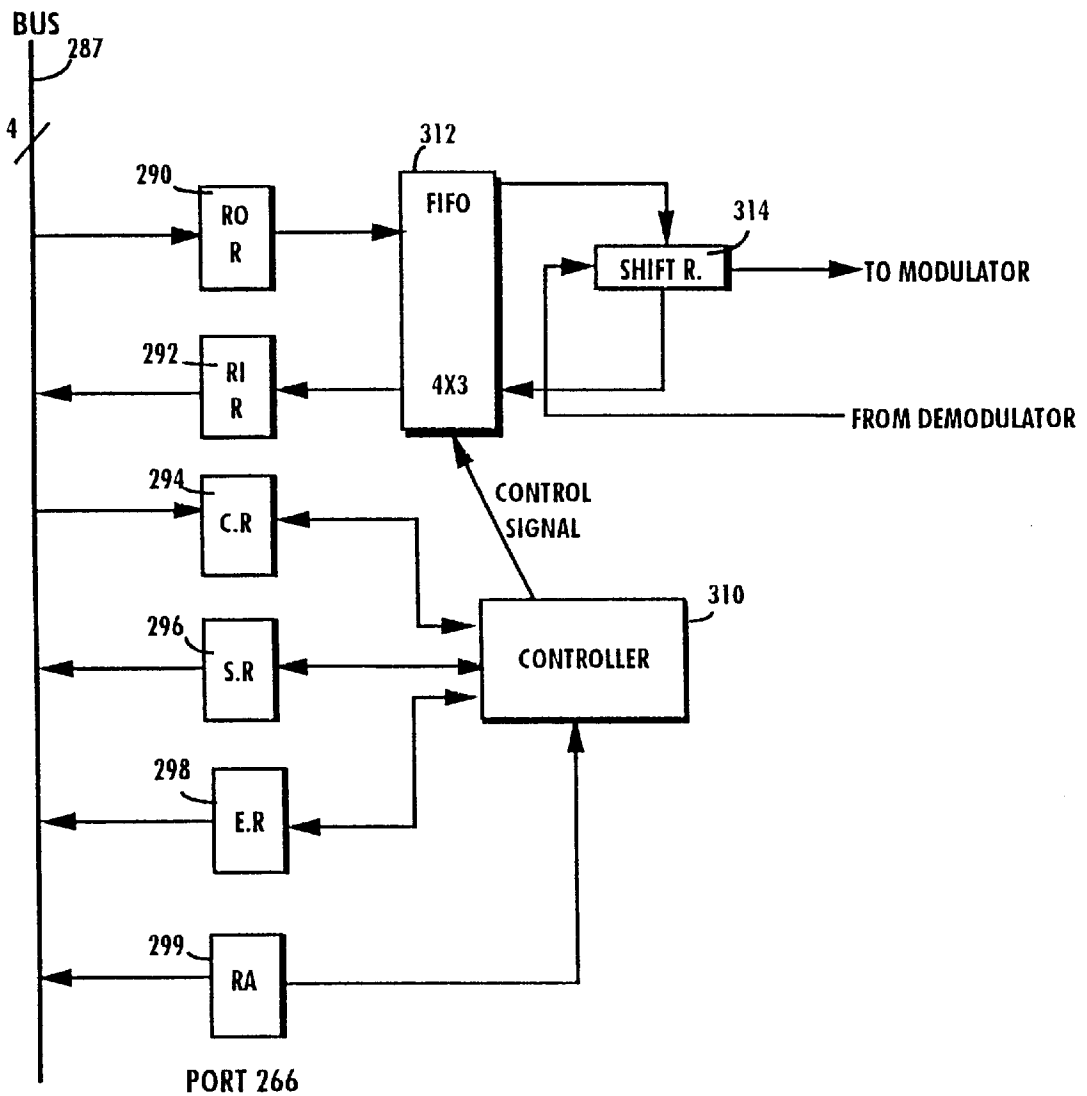 BUS
287
4
312
290
FIFO
RO
R
314
SHIFT R.
TO MODULATOR
292
RI
R
4X3
FROM DEMODULATOR
294
C.R
CONTROL
SIGNAL
310
296
S.R
CONTROLLER
298
E.R
299
RA
PORT 266